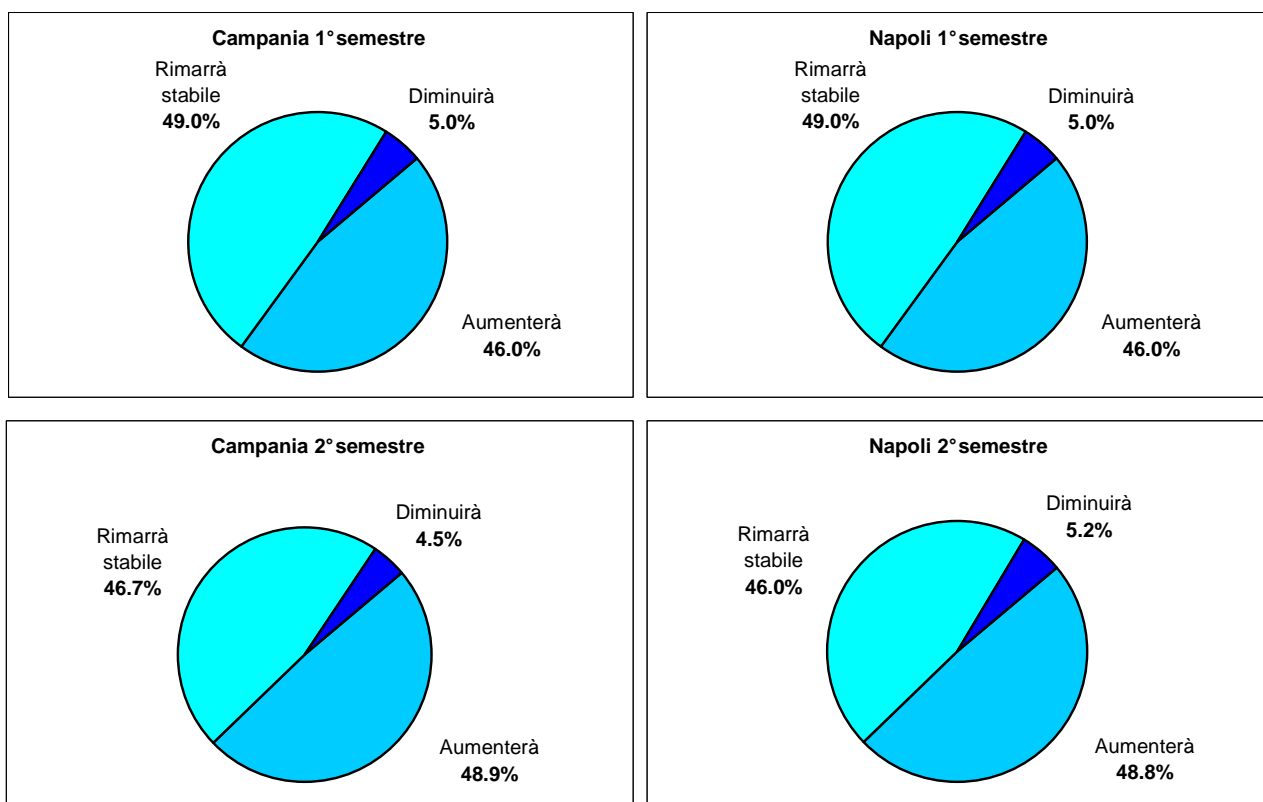 Campania 1° semestre
Rimarrà
stabile
49.0%
Diminuirà
5.0%
Aumenterà
46.0%
Napoli 1° semestre
Rimarrà
stabile
49.0%
Diminuirà
5.0%
Aumenterà
46.0%
Campania 2° semestre
Rimarrà
stabile
46.7%
Diminuirà
4.5%
Aumenterà
48.9%
Napoli 2° semestre
Rimarrà
stabile
46.0%
Diminuirà
5.2%
Aumenterà
48.8%